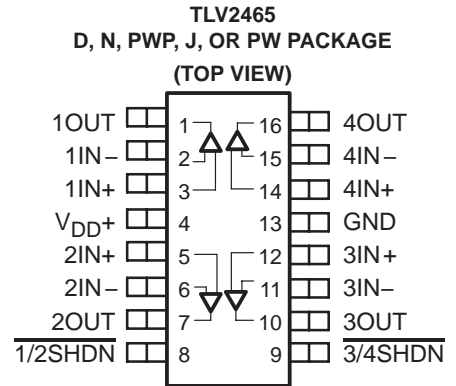 TLV2465
D, N, PWP, J, OR PW PACKAGE
(TOP VIEW)
1OUT 1 16 4OUT
1IN− 2 15 4IN−
1IN+ 3 14 4IN+
VDD+ 4 13 GND
2IN+ 5 12 3IN+
2IN− 6 11 3IN−
2OUT 7 10 3OUT
1/2SHDN 8 9 3/4SHDN